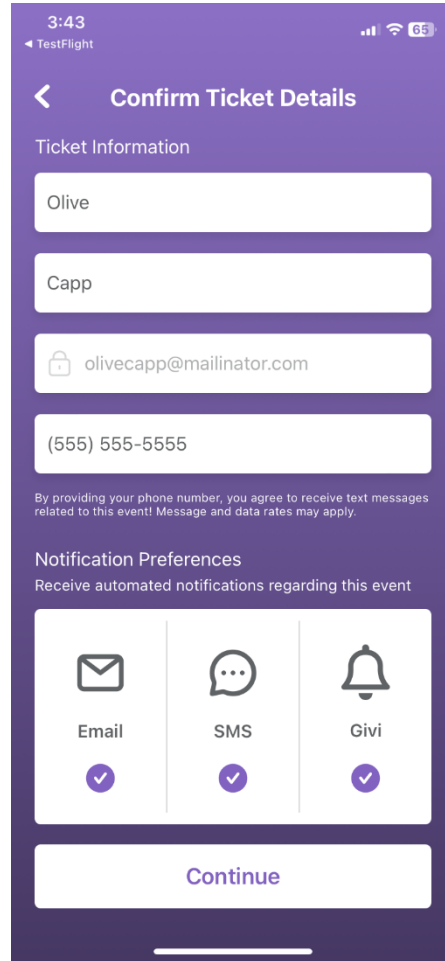 3:43
65
◀ TestFlight
Confirm Ticket Details
Ticket Information
Olive
Capp
olivecapp@mailinator.com
(555) 555-5555
By providing your phone number, you agree to receive text messages
related to this event! Message and data rates may apply.
Notification Preferences
Receive automated notifications regarding this event
Email SMS Givi
Continue